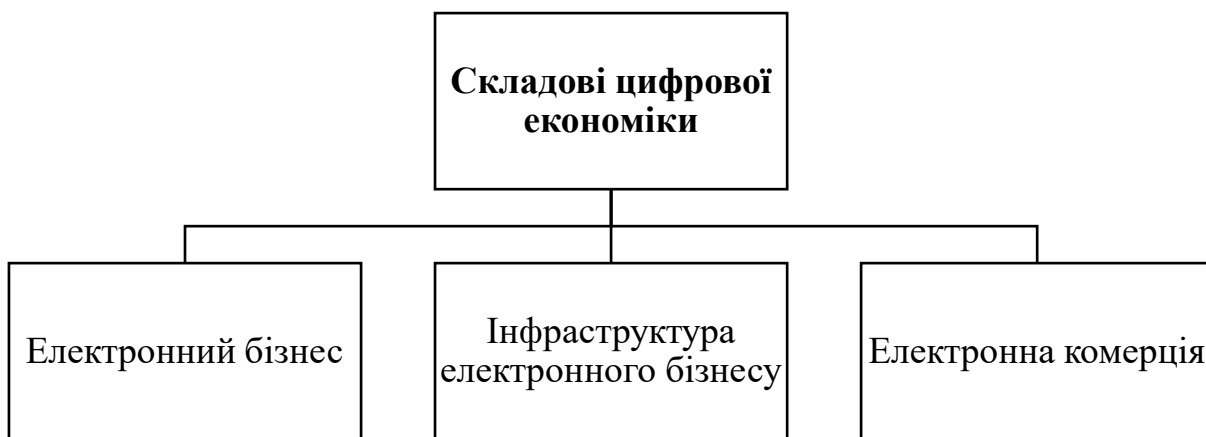 Складові цифрової
економіки
Електронний бізнес
Інфраструктура
електронного бізнесу
Електронна комерція